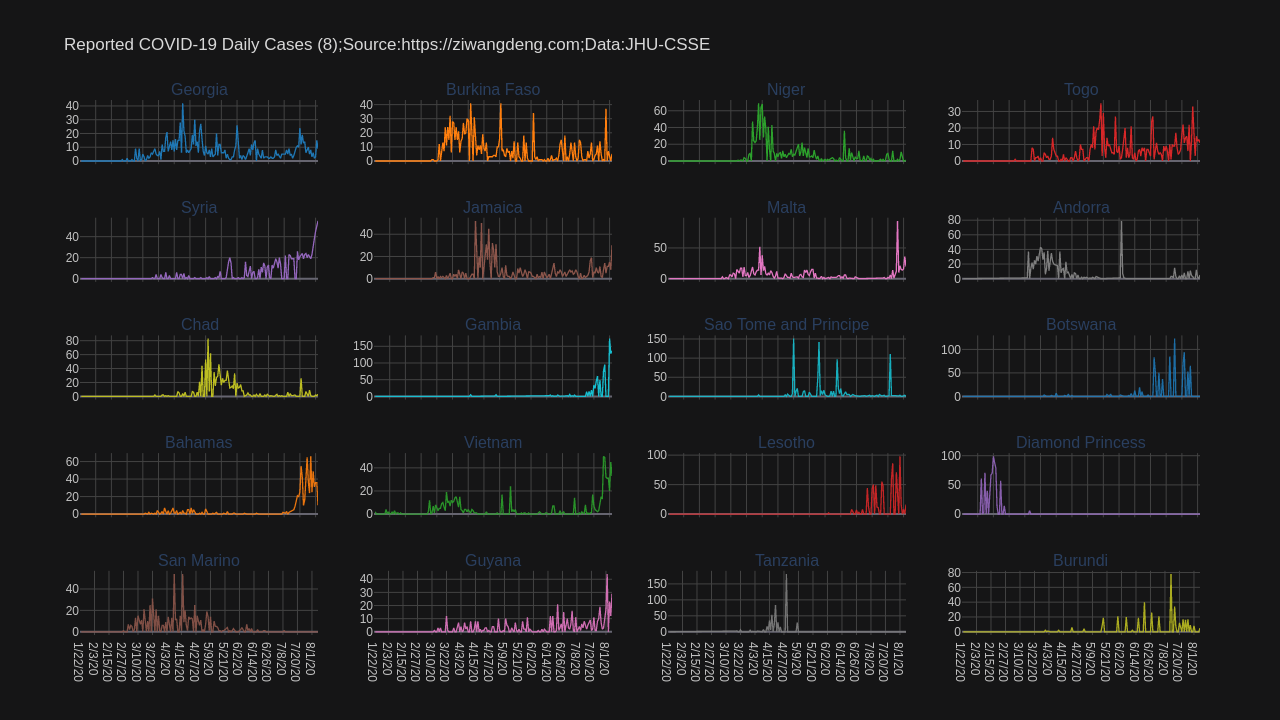 Reported COVID-19 Daily Cases (8);Source:https://ziwangdeng.com;Data:JHU-CSSE
Georgia Burkina Faso Niger Togo
40 30 20 10 0
40 30 20 10 0
60 40 20 0
30 20 10 0
Syria Jamaica Malta Andorra
40 20 0
40 20 0
50 0
80 60 40 20 0
Chad Gambia Sao Tome and Principe Botswana
80 60 40 20 0
150 100 50 0
150 100 50 0
100 50 0
Bahamas Vietnam Lesotho Diamond Princess
60 40 20 0
40 20 0
100 50 0
100 50 0
San Marino Guyana Tanzania Burundi
40 20 0
40 30 20 10 0
150 100 50 0
80 60 40 20 0
1/22/20 2/3/20 2/15/20 2/27/20 3/10/20 3/22/20 4/3/20 4/15/20 4/27/20 5/9/20 5/21/20 6/2/20 6/14/20 6/26/20 7/8/20 7/20/20 8/1/20
1/22/20 2/3/20 2/15/20 2/27/20 3/10/20 3/22/20 4/3/20 4/15/20 4/27/20 5/9/20 5/21/20 6/2/20 6/14/20 6/26/20 7/8/20 7/20/20 8/1/20
1/22/20 2/3/20 2/15/20 2/27/20 3/10/20 3/22/20 4/3/20 4/15/20 4/27/20 5/9/20 5/21/20 6/2/20 6/14/20 6/26/20 7/8/20 7/20/20 8/1/20
1/22/20 2/3/20 2/15/20 2/27/20 3/10/20 3/22/20 4/3/20 4/15/20 4/27/20 5/9/20 5/21/20 6/2/20 6/14/20 6/26/20 7/8/20 7/20/20 8/1/20